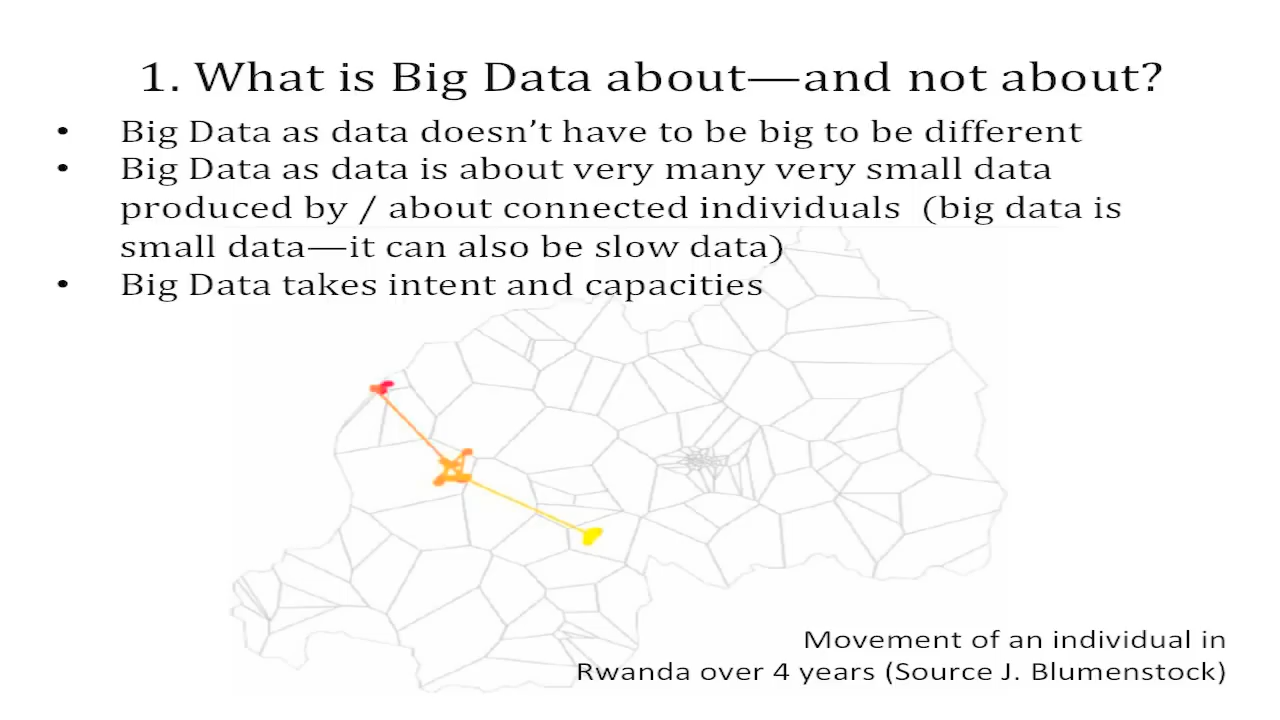 1. What is Big Data about—and not about?
• Big Data as data doesn't have to be big to be different
• Big Data as data is about very many very small data
produced by / about connected individuals (big data is
small data—it can also be slow data)
• Big Data takes intent and capacities
Movement of an individual in
Rwanda over 4 years (Source J. Blumenstock)